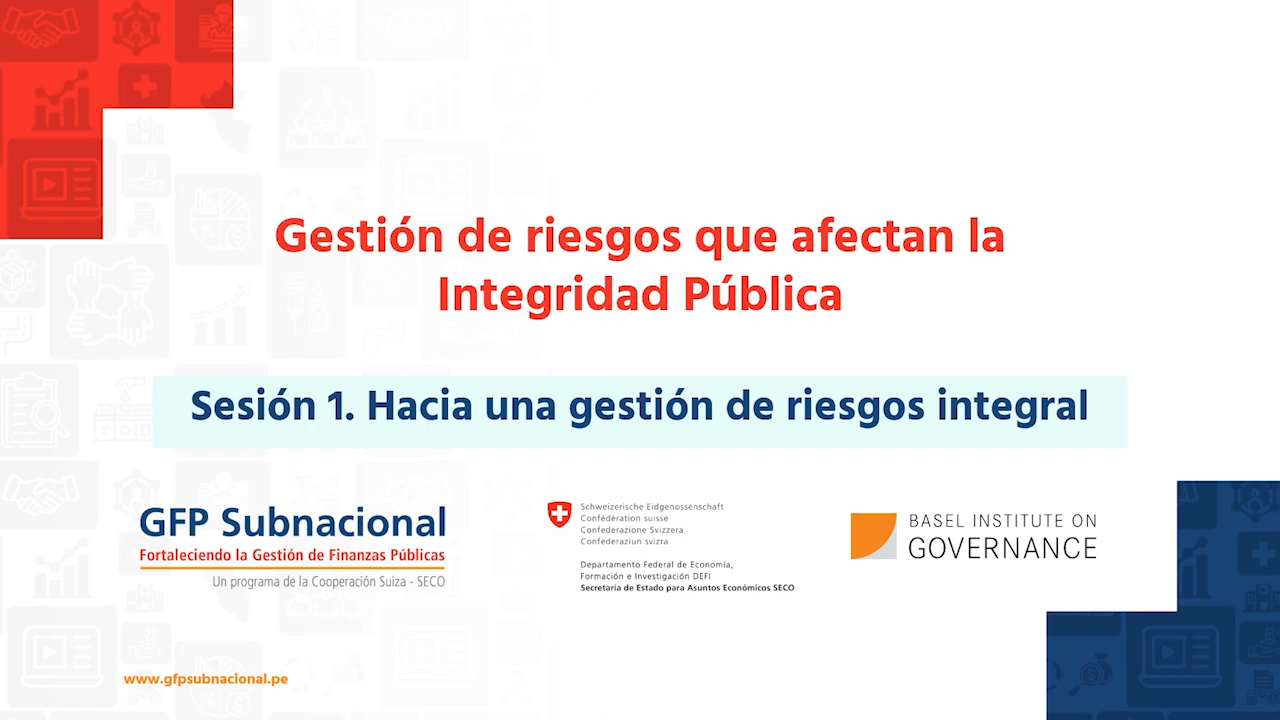 Gestión de riesgos que afectan la
Integridad Pública
Sesión 1. Hacia una gestión de riesgos integral
GFP Subnacional
Fortaleciendo la Gestión de Finanzas Públicas
Un programa de la Cooperación Suiza - SECO
Schweizerische Eidgenossenschaft
Confédération suisse
Confederazione Svizzera
Confederaziun svizra
Departamento Federal de Economía,
Formación e Investigación DEFI
Secretaría de Estado para Asuntos Económicos SECO
BASEL INSTITUTE ON
GOVERNANCE
www.gfpsubnacional.pe